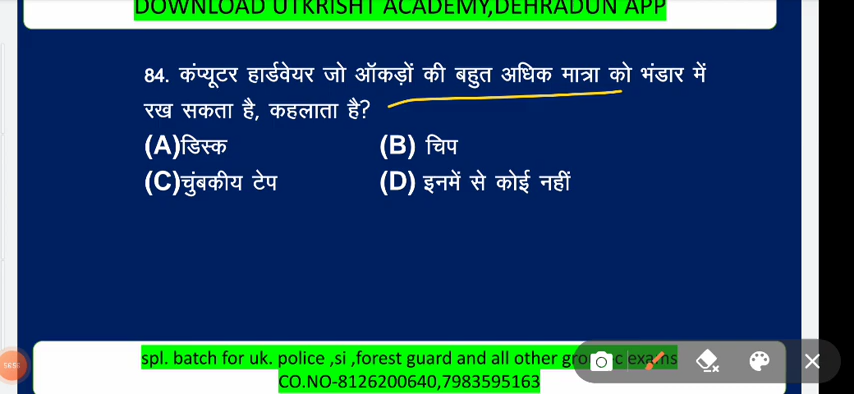 DOWNLOAD UTKRISHT ACADEMY,DEHRADUN APP
84. कंप्यूटर हार्डवेयर जो ऑकड़ों की बहुत अधिक मात्रा को भंडार में
रख सकता है, कहलाता है?
(A)डिस्क (B) चिप
(C)चुंबकीय टेप (D) इनमें से कोई नहीं
spl. batch for uk. police ,si ,forest guard and all other exams
CO.NO-8126200640,7983595163